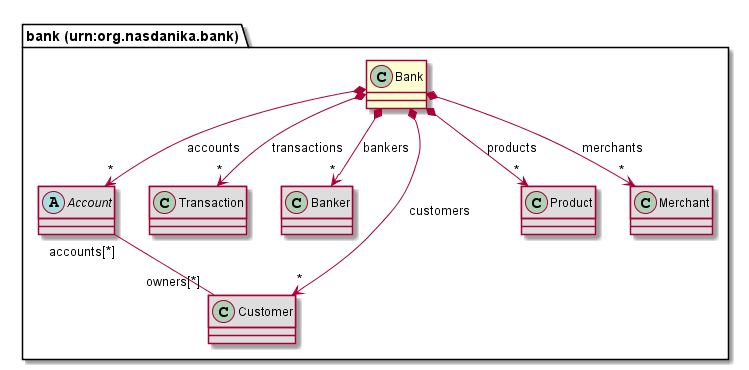 bank (urn:org.nasdanika.bank)
C Bank
accounts
transactions
bankers
products
merchants
* * * * *
A Account
C Transaction
C Banker
C Product
C Merchant
customers
accounts[*]
*
owners[*]
C Customer